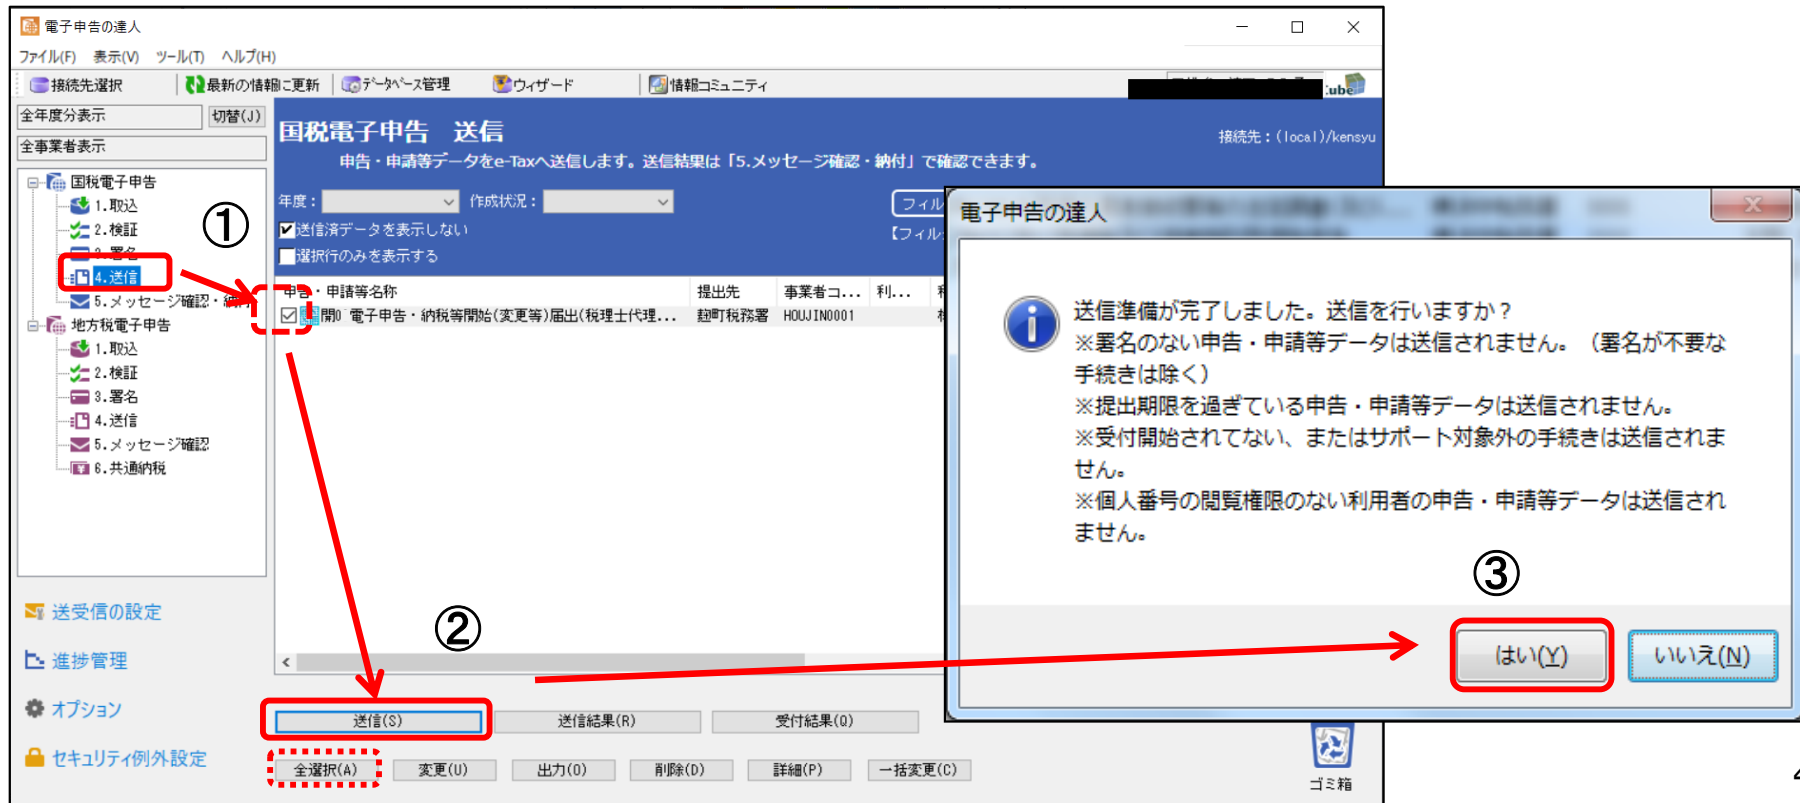 電子申告の達人
ファイル(F) 表示(V) ツール(T) ヘルプ(H)
接続先選択 最新の情報に更新 データベース管理 ウィザード 情報コミュニティ
全年度分表示 切替(J)
全事業者表示
国税電子申告
1.取込
2.検証
3.署名
4.送信
5.メッセージ確認・納付
地方税電子申告
1.取込
2.検証
3.署名
4.送信
5.メッセージ確認
6.共通納税
送受信の設定
進捗管理
オプション
セキュリティ例外設定
①
国税電子申告 送信
接続先:(local)/kensyu
申告・申請等データをe-Taxへ送信します。送信結果は「5.メッセージ確認・納付」で確認できます。
年度: 作成状況:
フィル
送信済データを表示しない
【フィル
選択行のみを表示する
申告・申請等名称 提出先 事業者コ... 利...
開0 電子申告・納税等開始(変更等)届出(税理士代理... 麹町税務署 HOUJIN0001
②
送信(S) 送信結果(R) 受付結果(Q)
全選択(A) 変更(U) 出力(O) 削除(D) 詳細(P) 一括変更(C)
ゴミ箱
電子申告の達人
送信準備が完了しました。送信を行いますか?
※署名のない申告・申請等データは送信されません。(署名が不要な
手続きは除く)
※提出期限を過ぎている申告・申請等データは送信されません。
※受付開始されてない、またはサポート対象外の手続きは送信されま
せん。
※個人番号の閲覧権限のない利用者の申告・申請等データは送信され
ません。
③
はい(Y) いいえ(N)